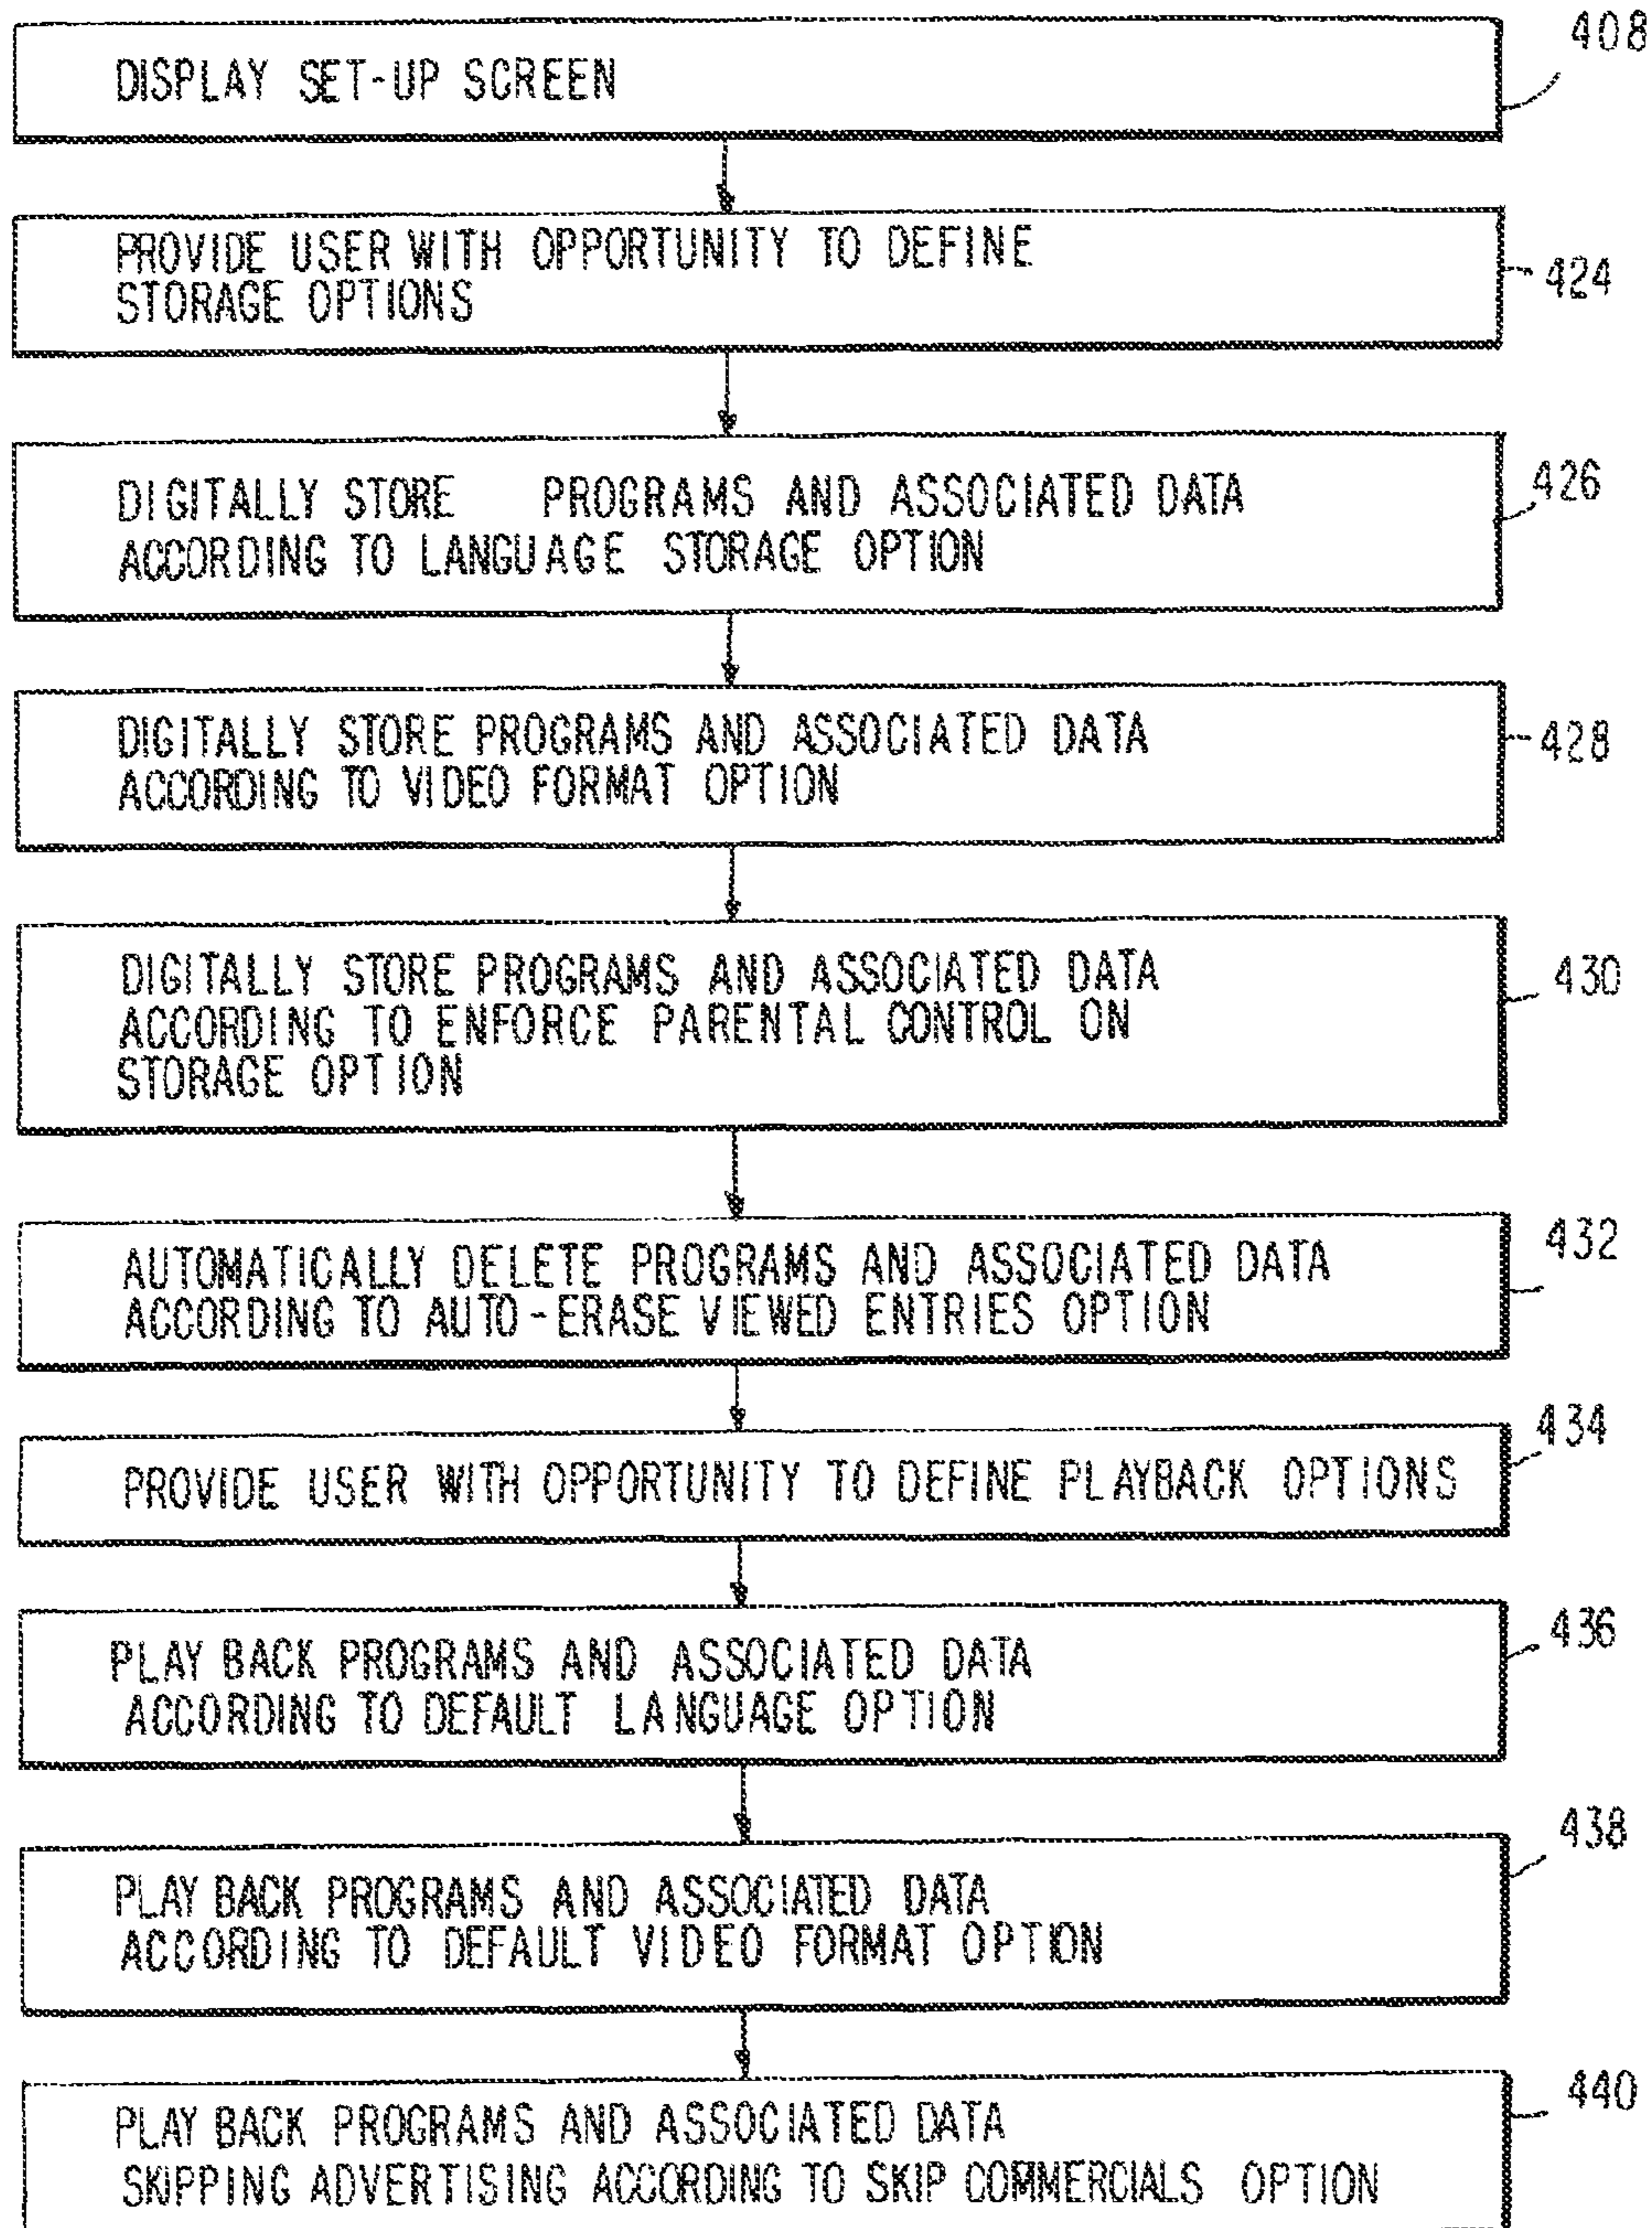 408
DISPLAY SET-UP SCREEN
PROVIDE USER WITH OPPORTUNITY TO DEFINE
STORAGE OPTIONS
424
DIGITALLY STORE PROGRAMS AND ASSOCIATED DATA
ACCORDING TO LANGUAGE STORAGE OPTION
426
DIGITALLY STORE PROGRAMS AND ASSOCIATED DATA
ACCORDING TO VIDEO FORMAT OPTION
428
DIGITALLY STORE PROGRAMS AND ASSOCIATED DATA
ACCORDING TO ENFORCE PARENTAL CONTROL ON
STORAGE OPTION
430
AUTOMATICALLY DELETE PROGRAMS AND ASSOCIATED DATA
ACCORDING TO AUTO-ERASE VIEWED ENTRIES OPTION
432
PROVIDE USER WITH OPPORTUNITY TO DEFINE PLAYBACK OPTIONS
434
PLAY BACK PROGRAMS AND ASSOCIATED DATA
ACCORDING TO DEFAULT LANGUAGE OPTION
436
PLAY BACK PROGRAMS AND ASSOCIATED DATA
ACCORDING TO DEFAULT VIDEO FORMAT OPTION
438
PLAY BACK PROGRAMS AND ASSOCIATED DATA
SKIPPING ADVERTISING ACCORDING TO SKIP COMMERCIALS OPTION
440